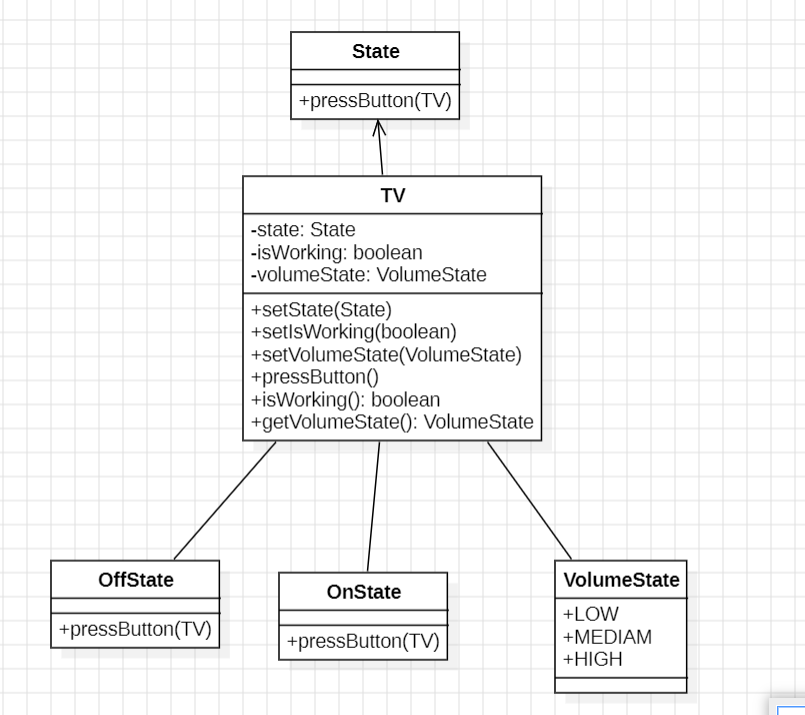 State
+pressButton(TV)
TV
-state: State
-isWorking: boolean
-volumeState: VolumeState
+setState(State)
+setIsWorking(boolean)
+setVolumeState(VolumeState)
+pressButton()
+isWorking(): boolean
+getVolumeState(): VolumeState
OffState
+pressButton(TV)
OnState
+pressButton(TV)
VolumeState
+LOW
+MEDIAM
+HIGH